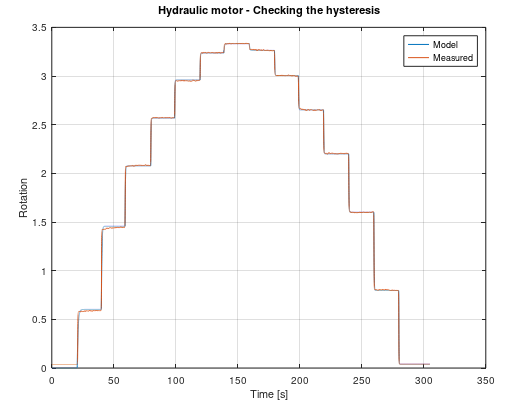 Hydraulic motor - Checking the hysteresis
3.5
3
2.5
2
1.5
1
0.5
0
Rotation
Model
Measured
0 50 100 150 200 250 300 350
Time [s]